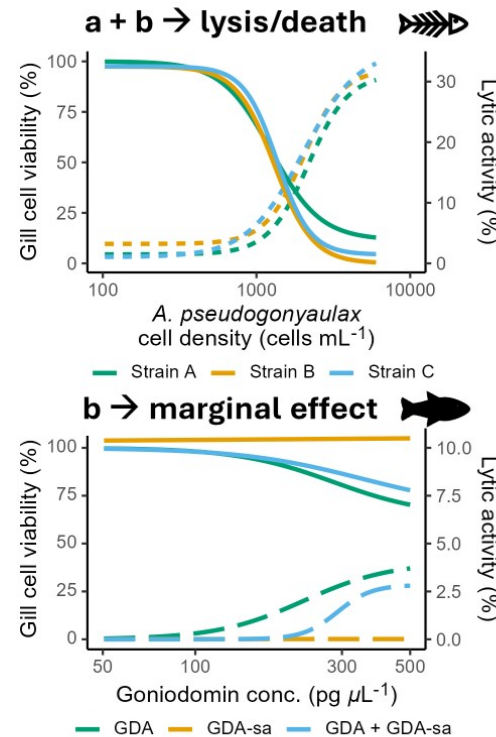 a + b → lysis/death
Gill cell viability (%)
100
75
50
25
0
30
20
10
0
Lytic activity (%)
100
1000
10000
A. pseudogonyaulax
cell density (cells mL-1)
Strain A
Strain B
Strain C
b → marginal effect
Gill cell viability (%)
100
75
50
25
0
10.0
7.5
5.0
2.5
0.0
Lytic activity (%)
50
100
300
500
Goniodomin conc. (pg µL-1)
GDA
GDA-sa
GDA + GDA-sa